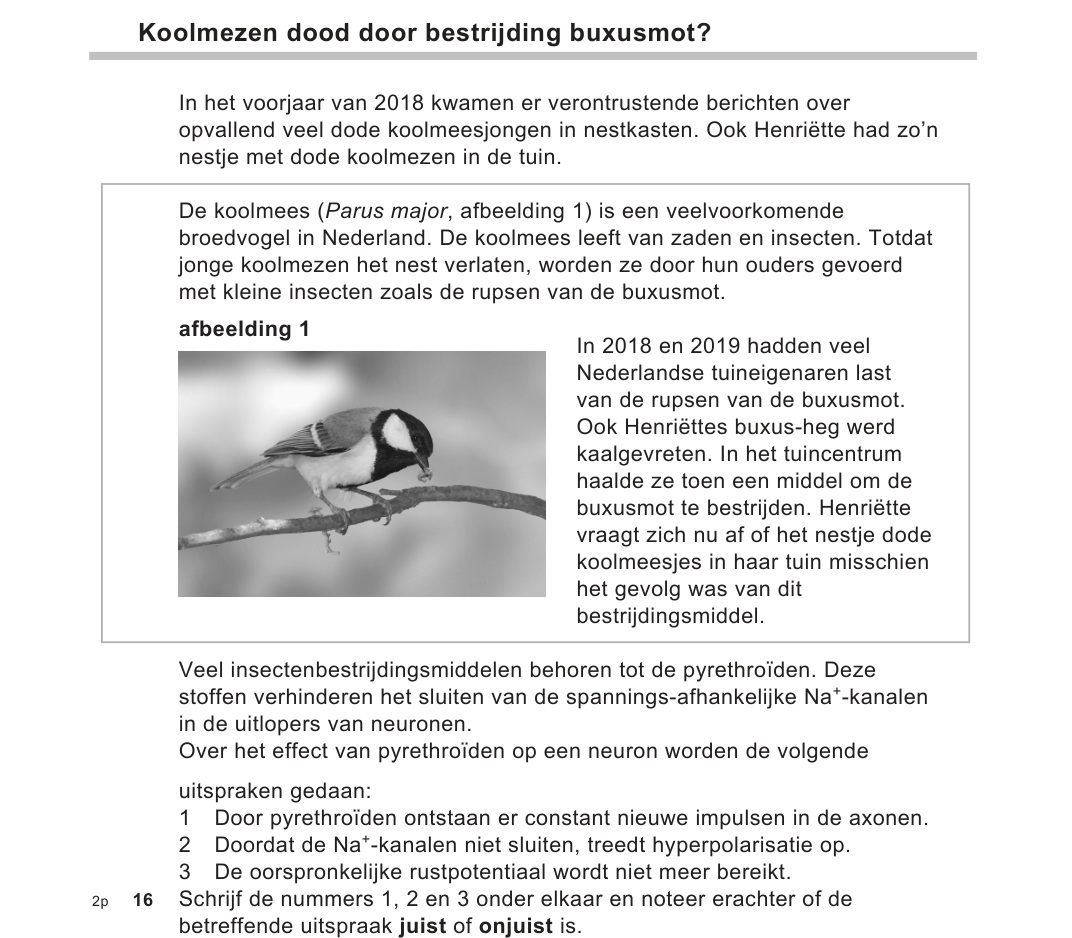 Koolmezen dood door bestrijding buxusmot?
In het voorjaar van 2018 kwamen er verontrustende berichten over
opvallend veel dode koolmeesjongen in nestkasten. Ook Henriëtte had zo’n
nestje met dode koolmezen in de tuin.
De koolmees (Parus major, afbeelding 1) is een veelvoorkomende
broedvogel in Nederland. De koolmees leeft van zaden en insecten. Totdat
jonge koolmezen het nest verlaten, worden ze door hun ouders gevoerd
met kleine insecten zoals de rupsen van de buxusmot.
afbeelding 1
In 2018 en 2019 hadden veel
Nederlandse tuineigenaren last
van de rupsen van de buxusmot.
Ook Henriëttes buxus-heg werd
kaalgevreten. In het tuincentrum
haalde ze toen een middel om de
buxusmot te bestrijden. Henriëtte
vraagt zich nu af of het nestje dode
koolmeesjes in haar tuin misschien
het gevolg was van dit
bestrijdingsmiddel.
Veel insectenbestrijdingsmiddelen behoren tot de pyrethroïden. Deze
stoffen verhinderen het sluiten van de spannings-afhankelijke Na⁺-kanalen
in de uitlopers van neuronen.
Over het effect van pyrethroïden op een neuron worden de volgende
uitspraken gedaan:
1 Door pyrethroïden ontstaan er constant nieuwe impulsen in de axonen.
2 Doordat de Na⁺-kanalen niet sluiten, treedt hyperpolarisatie op.
3 De oorspronkelijke rustpotentiaal wordt niet meer bereikt.
2p 16 Schrijf de nummers 1, 2 en 3 onder elkaar en noteer erachter of de
betreffende uitspraak juist of onjuist is.